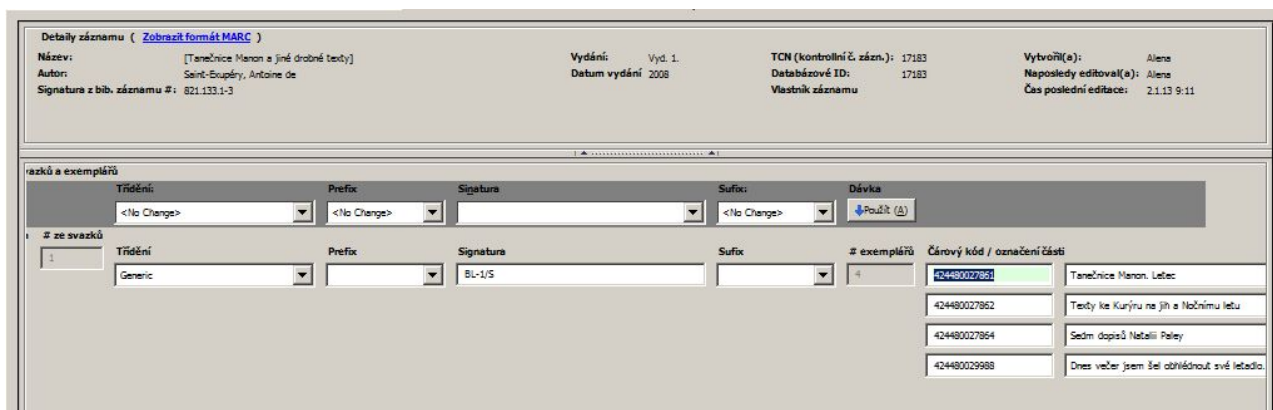 Detaily záznamu ( Zobrazit formát MARC )
Název: [Tanečnice Manon a jiné drobné texty] Vydání: Vyd. 1. TCN (kontrollní č. zázn.): 17183 Vytvořil(a): Alena
Autor: Saint-Exupéry, Antoine de Datum vydání 2008 Databázové ID: 17183 Naposledy editoval(a): Alena
Signatura z bib. záznamu #: 821.133.1-3 Vlastník záznamu Čas poslední editace: 2.1.13 9:11
vazků a exemplářů
Třídění: Prefix Sinatura Sufix: Dávka
<No Change> <No Change> <No Change> Použít (A)
# ze svazků
1
Třídění Prefix Signatura Sufix # exemplářů Čárový kód / označení části
Generic BL-1/S 4 424480027861 Tanečnice Manon. Letec
424480027862 Texty ke Kurýru na jih a Nočnímu letu
424480027864 Sedm dopisů Natalii Paley
424480029988 Dnes večer jsem šel obhlédnout své letadlo.